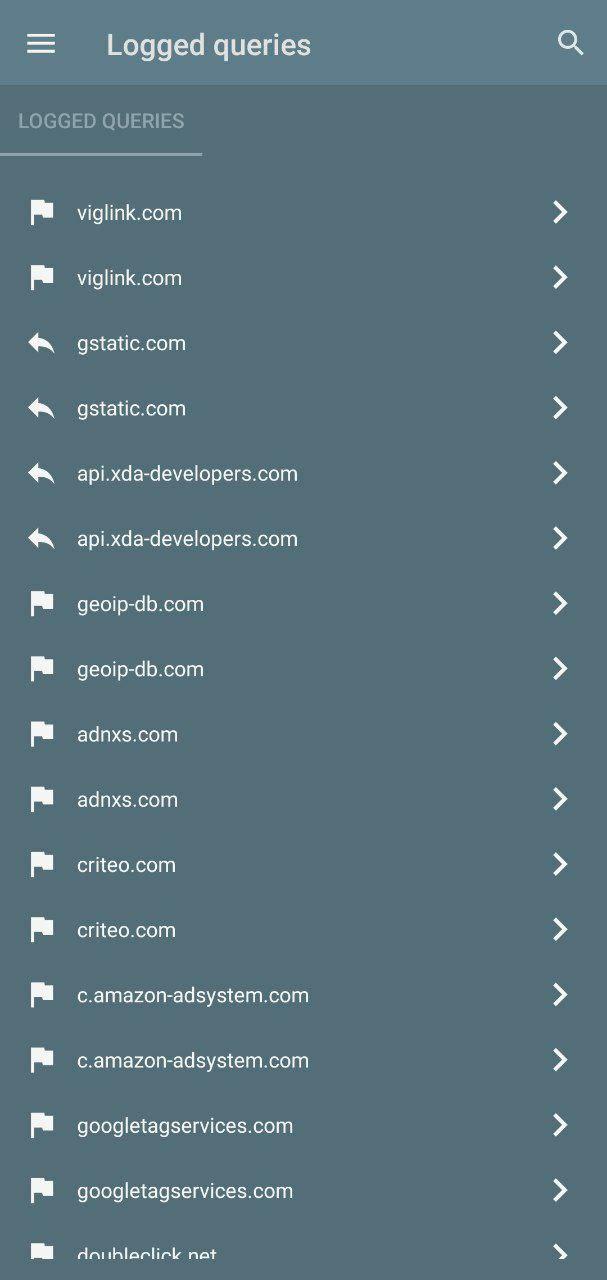 Logged queries
LOGGED QUERIES
viglink.com
viglink.com
gstatic.com
gstatic.com
api.xda-developers.com
api.xda-developers.com
geoip-db.com
geoip-db.com
adnxs.com
adnxs.com
criteo.com
criteo.com
c.amazon-adsystem.com
c.amazon-adsystem.com
googletagservices.com
googletagservices.com
doubleclick.net